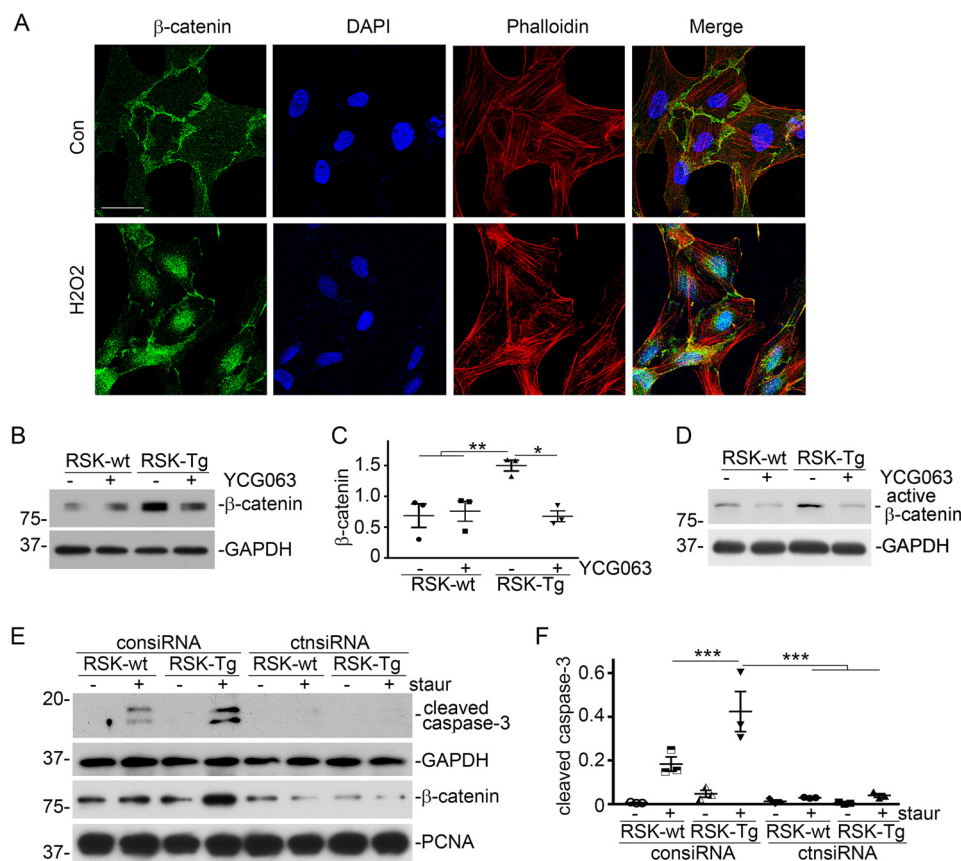 A
β-catenin DAPI Phalloidin Merge
Con
H2O2
B
RSK-wt RSK-Tg
- + - + YCG063
-β-catenin
75-
37-
-GAPDH
C
** *
1.5
1.0
0.5
0
β-catenin
- + - + YCG063
RSK-wt RSK-Tg
D
RSK-wt RSK-Tg
- + - + YCG063
active
- β-catenin
75-
37-
-GAPDH
E
consiRNA ctnsiRNA
RSK-wt RSK-Tg RSK-wt RSK-Tg
- + - + - + - + staur
20-
-cleaved
caspase-3
37-
-GAPDH
-β-catenin
75-
-PCNA
37-
F
*** ***
0.6
0.4
0.2
0
cleaved caspase-3
- + - + - + - + staur
RSK-wt RSK-Tg RSK-wt RSK-Tg
consiRNA ctnsiRNA